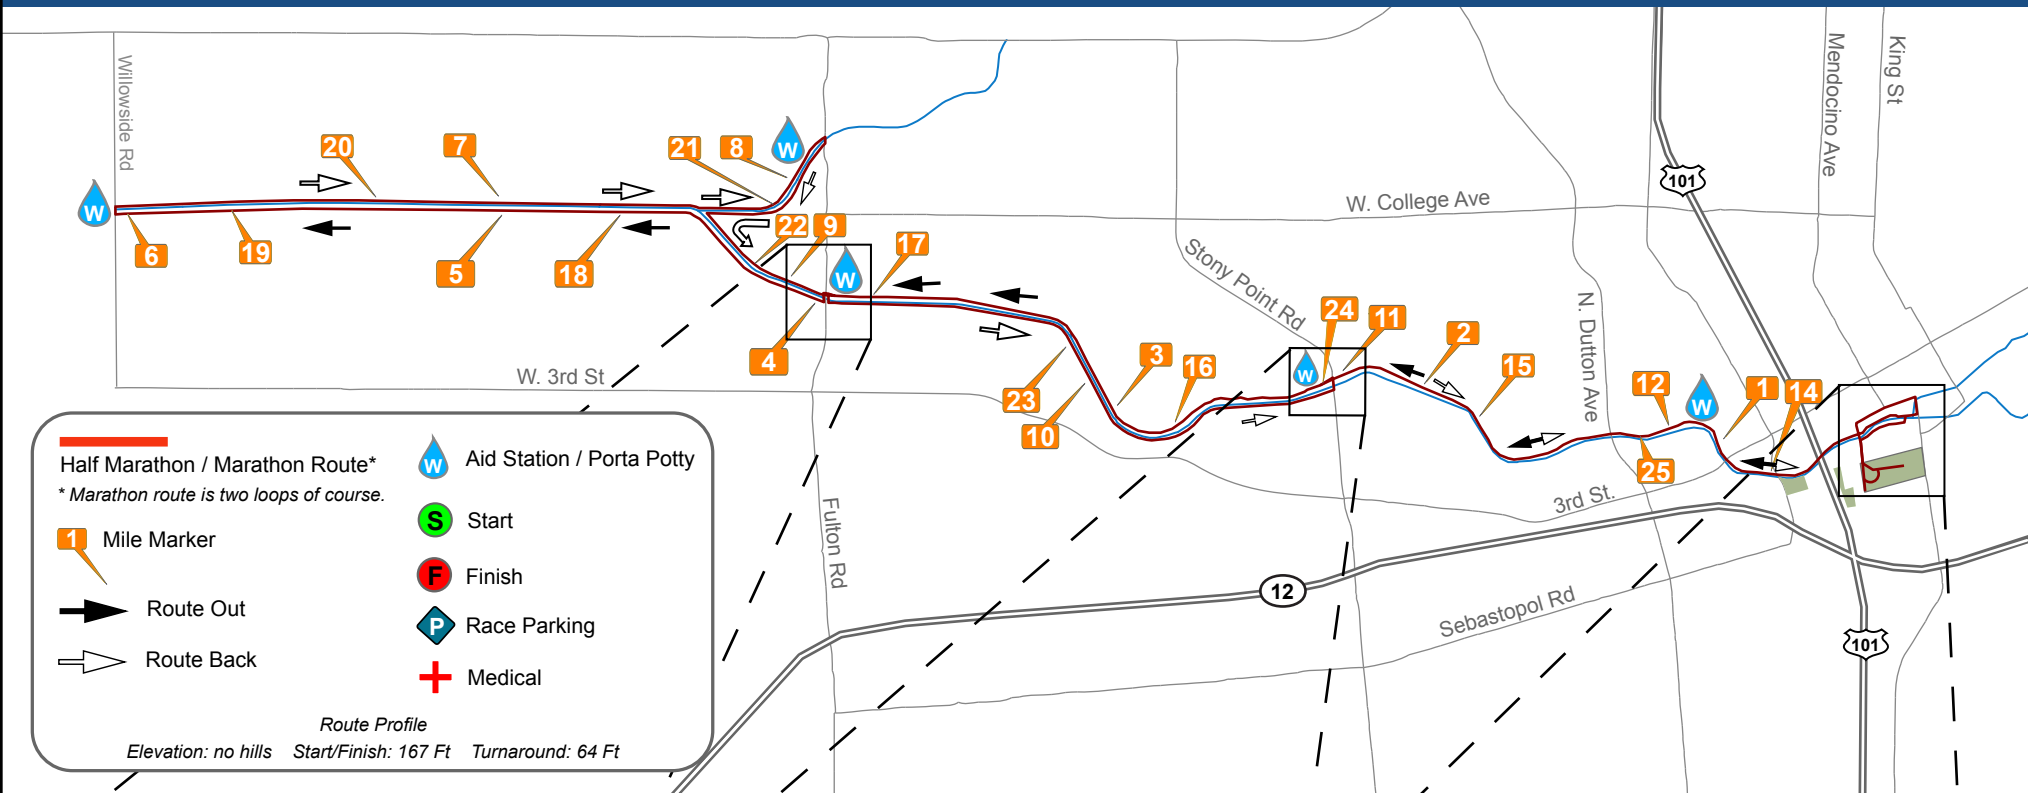 Willowside Rd
Mendocino Ave
King St
101
20
7
21
8
W
W
W. College Ave
6
19
5
18
22
9
17
W
4
Stony Point Rd
24
11
2
N. Dutton Ave
3
16
W
15
12
W
1
14
W. 3rd St
23
10
25
3rd St.
Fulton Rd
12
Sebastopol Rd
101
Half Marathon / Marathon Route*
* Marathon route is two loops of course.
1 Mile Marker
Route Out
Route Back
W Aid Station / Porta Potty
S Start
F Finish
P Race Parking
Medical
Route Profile
Elevation: no hills Start/Finish: 167 Ft Turnaround: 64 Ft